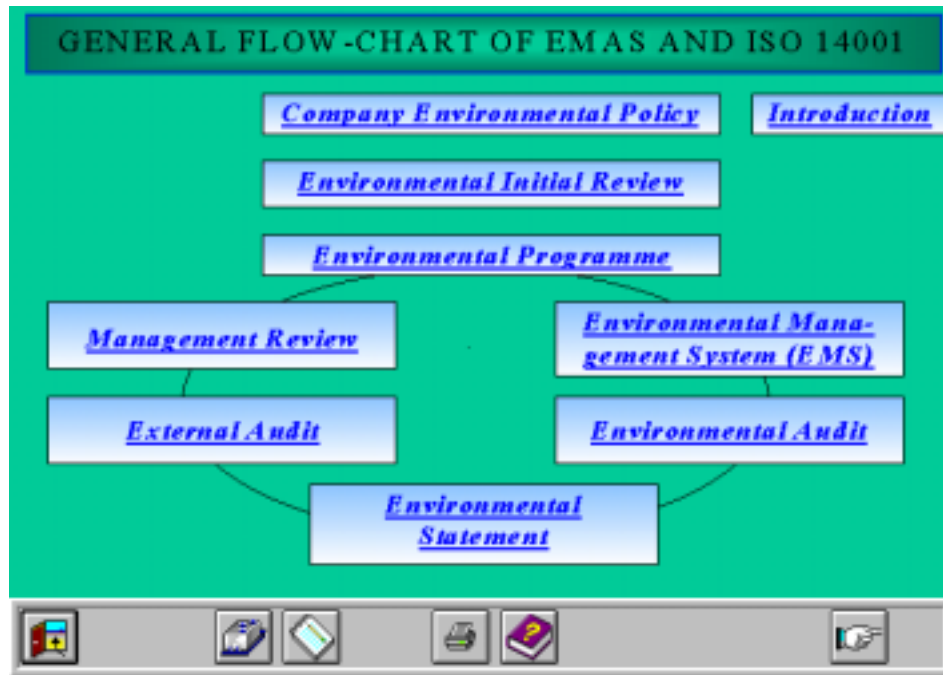 GENERAL FLOW-CHART OF EMAS AND ISO 14001
Company Environmental Policy
Introduction
Environmental Initial Review
Environmental Programme
Management Review
Environmental Mana-
gement System (EMS)
External Audit
Environmental Audit
Environmental
Statement
?